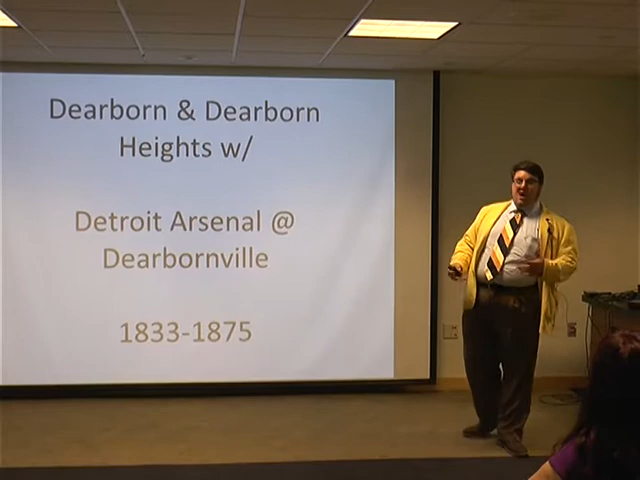 Dearborn & Dearborn
Heights w/
Detroit Arsenal @
Dearbornville
1833-1875